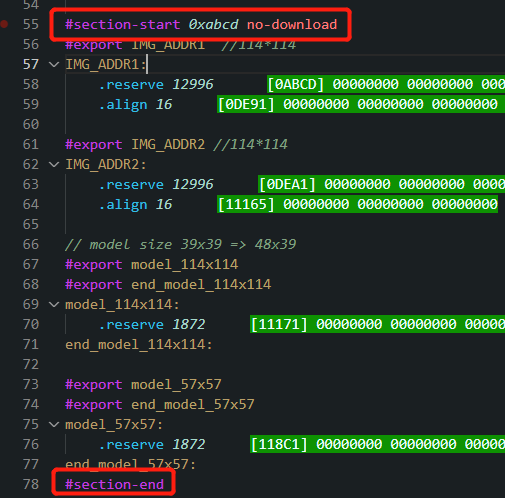 54
55 #section-start 0xabcd no-download
56 #export IMG_ADDR1 //114*114
57 IMG_ADDR1:
58 .reserve 12996 [0ABCD] 00000000 00000000 000
59 .align 16 [0DE91] 00000000 00000000 00000000
60
61 #export IMG_ADDR2 //114*114
62 IMG_ADDR2:
63 .reserve 12996 [0DEA1] 00000000 00000000 0000
64 .align 16 [11165] 00000000 00000000 00000000
65
66 // model size 39x39 => 48x39
67 #export model_114x114
68 #export end_model_114x114
69 model_114x114:
70 .reserve 1872 [11171] 00000000 00000000 00000
71 end_model_114x114:
72
73 #export model_57x57
74 #export end_model_57x57
75 model_57x57:
76 .reserve 1872 [118C1] 00000000 00000000 00000
77 end_model_57x57:
78 #section-end